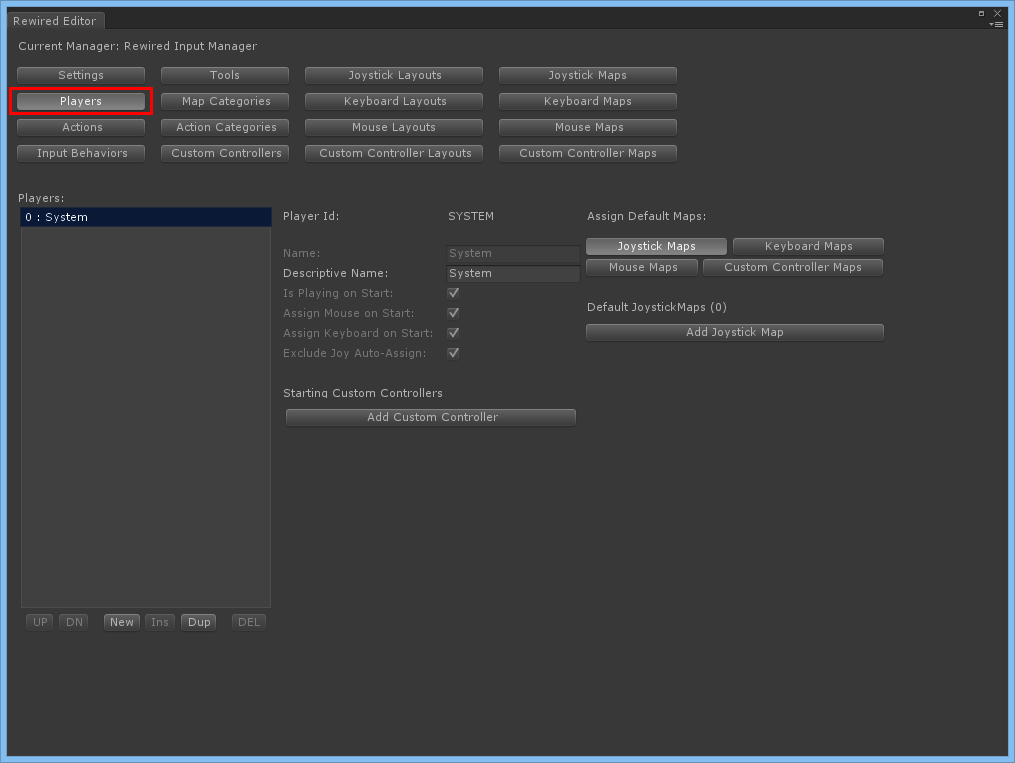 Rewired Editor
Current Manager: Rewired Input Manager
Settings Tools Joystick Layouts Joystick Maps
Players Map Categories Keyboard Layouts Keyboard Maps
Actions Action Categories Mouse Layouts Mouse Maps
Input Behaviors Custom Controllers Custom Controller Layouts Custom Controller Maps
Players:
0 : System
UP DN New Ins Dup DEL
Player Id: SYSTEM
Name: System
Descriptive Name: System
Is Playing on Start:
Assign Mouse on Start:
Assign Keyboard on Start:
Exclude Joy Auto-Assign:
Starting Custom Controllers
Add Custom Controller
Assign Default Maps:
Joystick Maps Keyboard Maps
Mouse Maps Custom Controller Maps
Default JoystickMaps (0)
Add Joystick Map